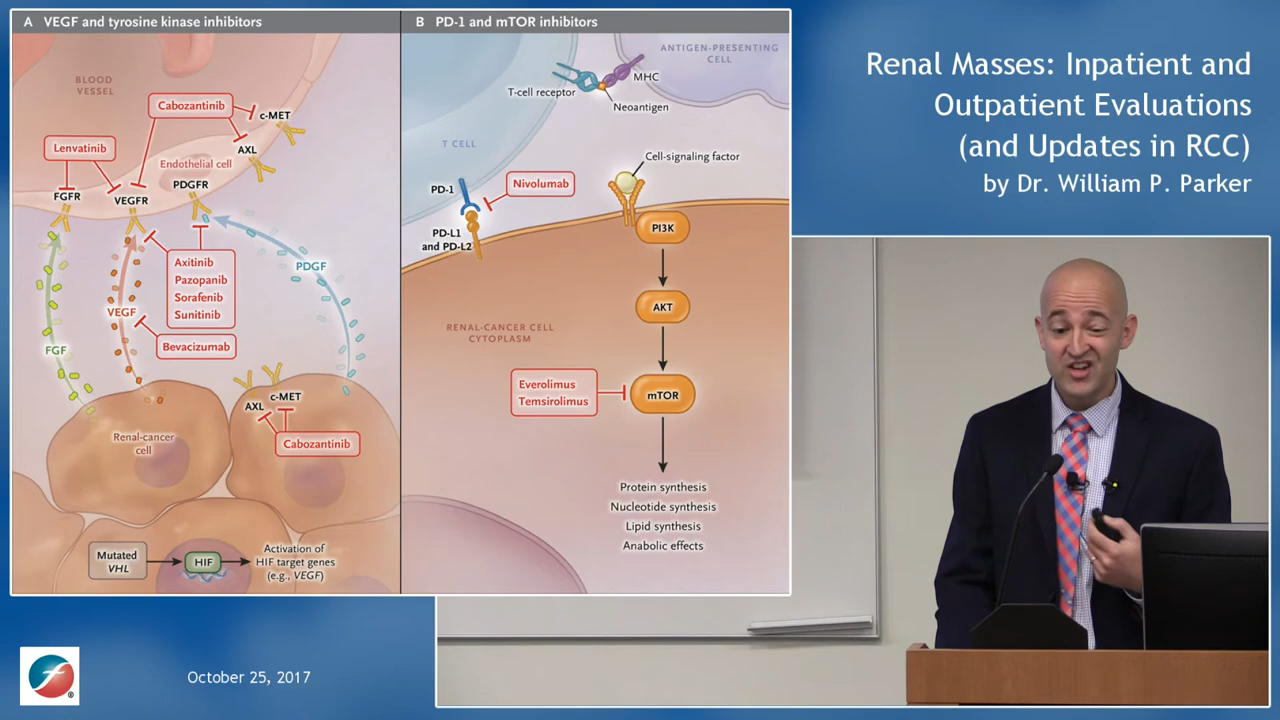 A VEGF and tyrosine kinase inhibitors
BLOOD
VESSEL
Cabozantinib
c-MET
Lenvatinib
AXL
Endothelial cell
PDGFR
FGFR
VEGFR
Axitinib
Pazopanib
Sorafenib
Sunitinib
PDGF
VEGF
Bevacizumab
FGF
c-MET
AXL
Cabozantinib
Renal-cancer
cell
Mutated
VHL
HIF
Activation of
HIF target genes
(e.g., VEGF)
B PD-1 and mTOR inhibitors
ANTIGEN-PRESENTING
CELL
MHC
T-cell receptor
Neoantigen
T CELL
Cell-signaling factor
PD-1
Nivolumab
PD-L1
and PD-L2
PI3K
AKT
RENAL-CANCER CELL
CYTOPLASM
Everolimus
Temsirolimus
mTOR
Protein synthesis
Nucleotide synthesis
Lipid synthesis
Anabolic effects
Renal Masses: Inpatient and
Outpatient Evaluations
(and Updates in RCC)
by Dr. William P. Parker
October 25, 2017
®